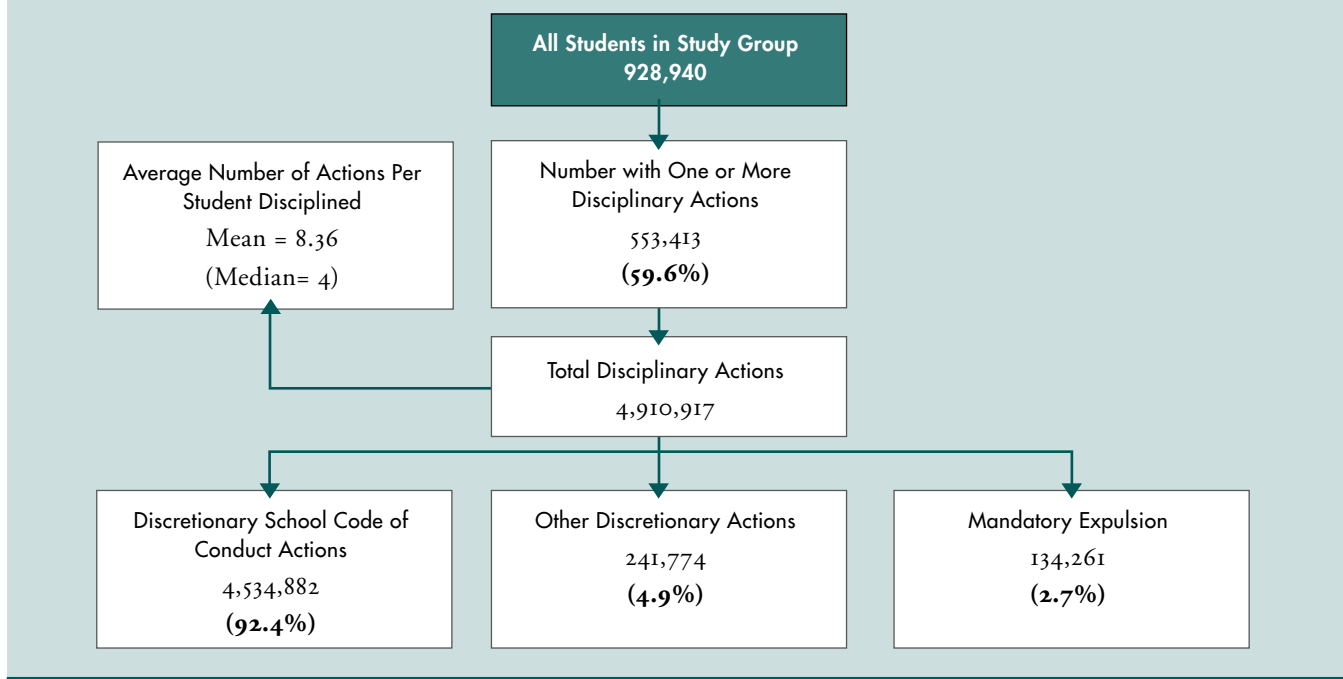 All Students in Study Group
928,940
Average Number of Actions Per
Student Disciplined
Mean = 8.36
(Median= 4)
Number with One or More
Disciplinary Actions
553,413
(59.6%)
Total Disciplinary Actions
4,910,917
Discretionary School Code of
Conduct Actions
4,534,882
(92.4%)
Other Discretionary Actions
241,774
(4.9%)
Mandatory Expulsion
134,261
(2.7%)